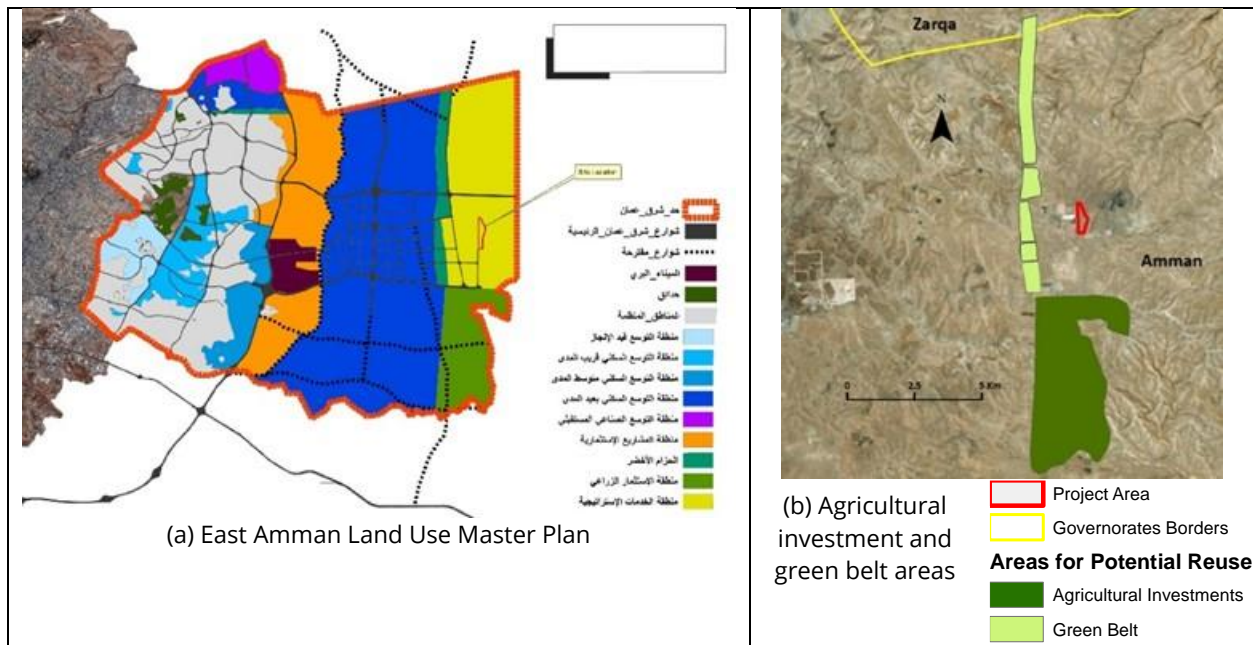 Site Location
حد_شرق_عمان
شوارع_شرق_عمان_الرئيسية
شوارع_مقترحة
الميناء_البري
حدائق
المناطق_المنظمة
منطقة التوسع قيد الإنجاز
منطقة التوسع السكني قريب المدى
منطقة التوسع السكني متوسط المدى
منطقة التوسع السكني بعيد المدى
منطقة التوسع الصناعي المستقبلي
منطقة المشاريع الإستثمارية
الحزام الأخضر
منطقة الاستثمار الزراعي
منطقة الخدمات الإستراتيجية
(a) East Amman Land Use Master Plan
Zarqa
N
Amman
0 2.5 5 Km
(b) Agricultural
investment and
green belt areas
Project Area
Governorates Borders
Areas for Potential Reuse
Agricultural Investments
Green Belt